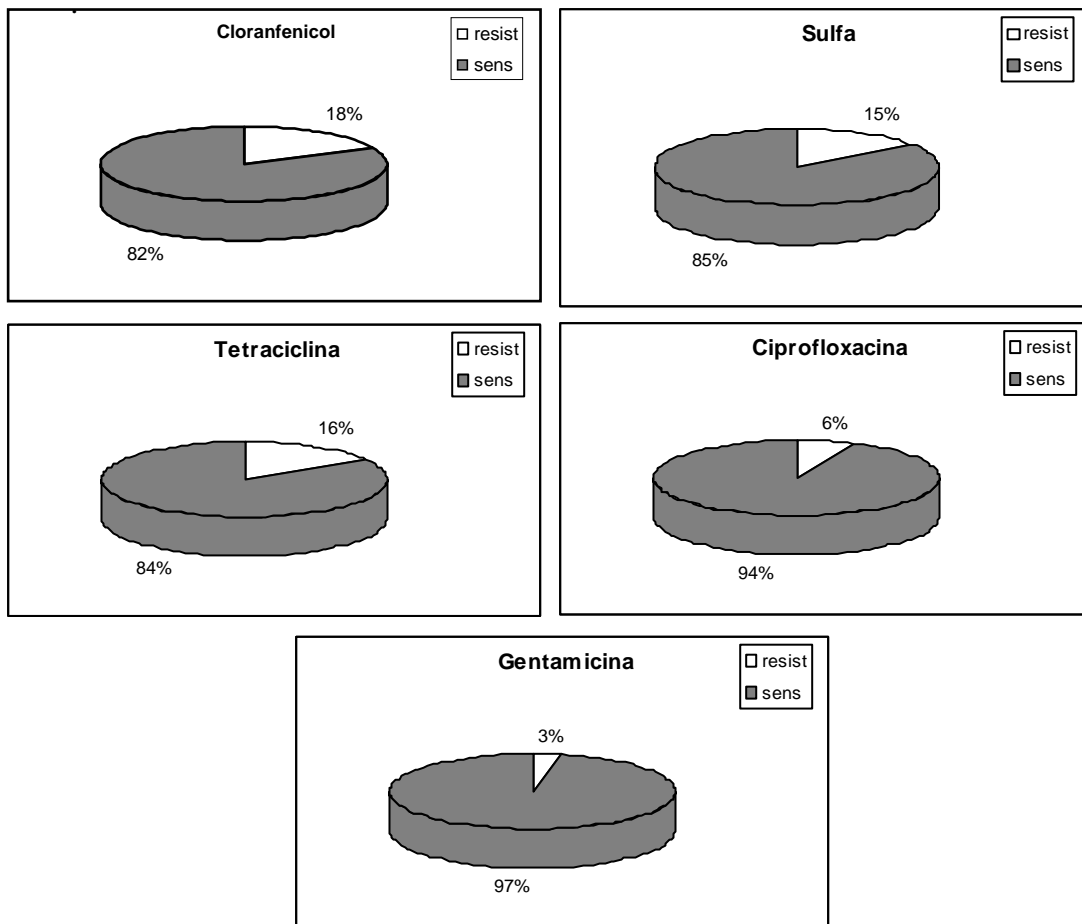 Cloranfenicol
resist
sens
18%
82%
Sulfa
resist
sens
15%
85%
Tetraciclina
resist
sens
16%
84%
Ciprofloxacina
resist
sens
6%
94%
Gentamicina
resist
sens
3%
97%